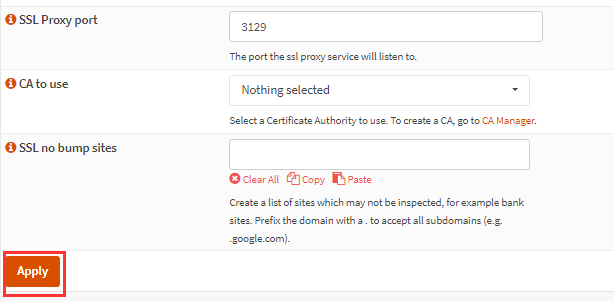 SSL Proxy port
3129
The port the ssl proxy service will listen to.
CA to use
Nothing selected
Select a Certificate Authority to use. To create a CA, go to CA Manager.
SSL no bump sites
Clear All Copy Paste
Create a list of sites which may not be inspected, for example bank
sites. Prefix the domain with a . to accept all subdomains (e.g.
.google.com).
Apply